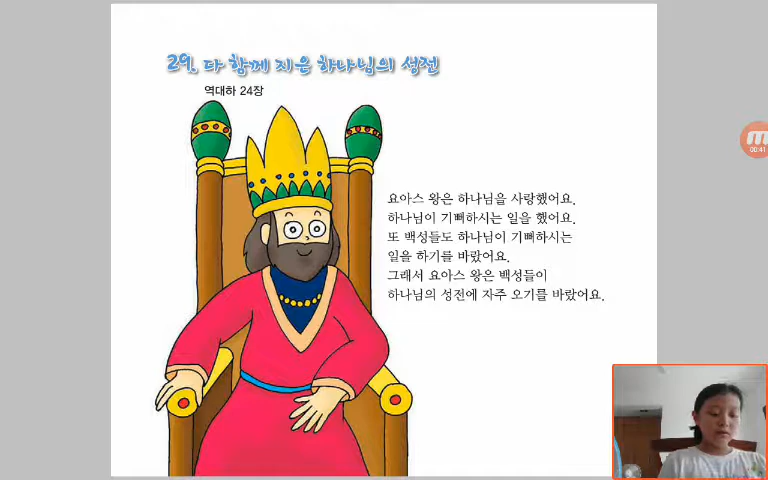 29. 다 함께 지은 하나님의 성전
역대하 24장
요아스 왕은 하나님을 사랑했어요.
하나님이 기뻐하시는 일을 했어요.
또 백성들도 하나님이 기뻐하시는
일을 하기를 바랐어요.
그래서 요아스 왕은 백성들이
하나님의 성전에 자주 오기를 바랐어요.
m
00:41